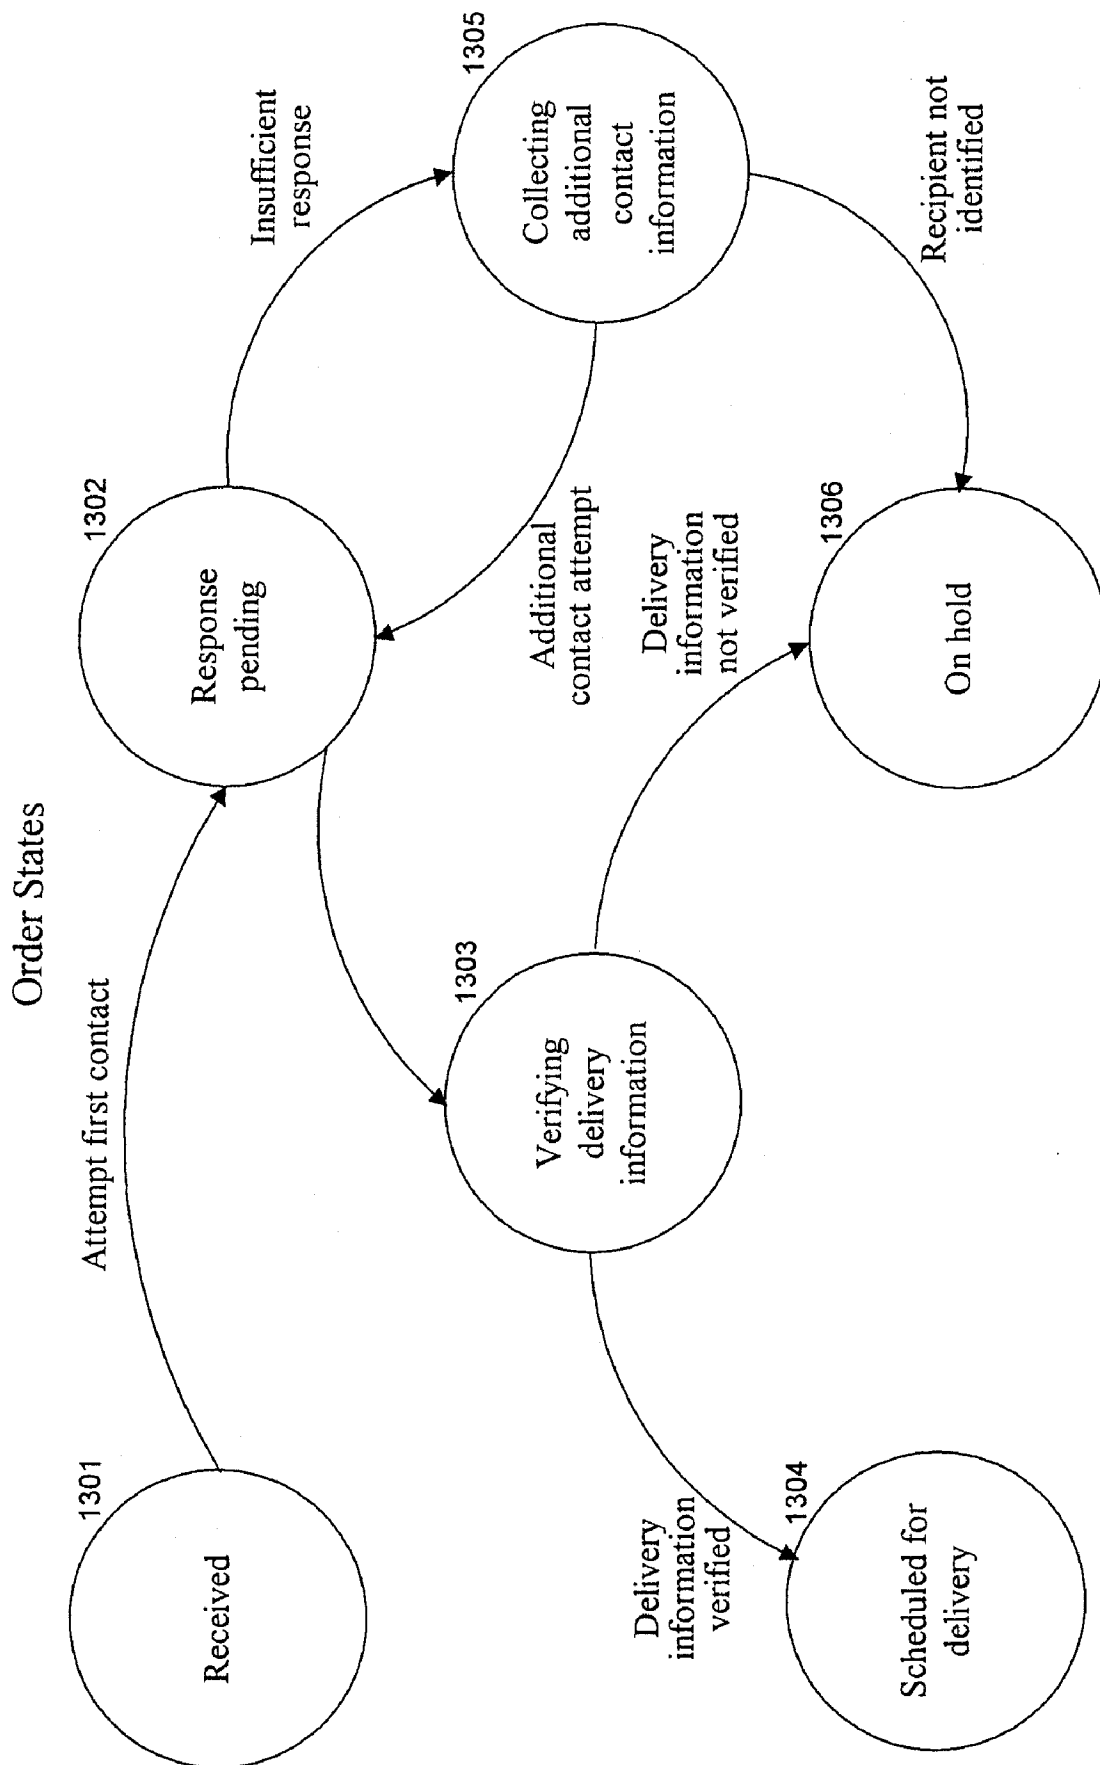 Order States
1301
Received
Attempt first contact
1302
Response
pending
Insufficient
response
1305
Collecting
additional
contact
information
Additional
contact attempt
1303
Verifying
delivery
information
Delivery
information
not verified
Recipient not
identified
Delivery
information
verified
1304
Scheduled for
delivery
1306
On hold